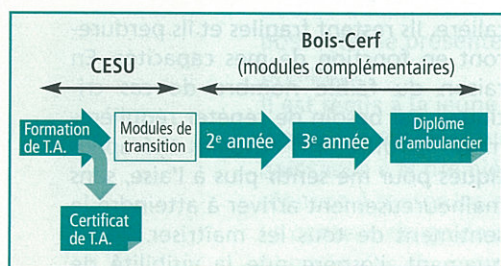 Bois-Cerf
CESU
(modules complémentaires)
Formation
de T.A.
Modules de
transition
2e année
3e année
Diplôme
d'ambulancier
Certificat
de T.A.